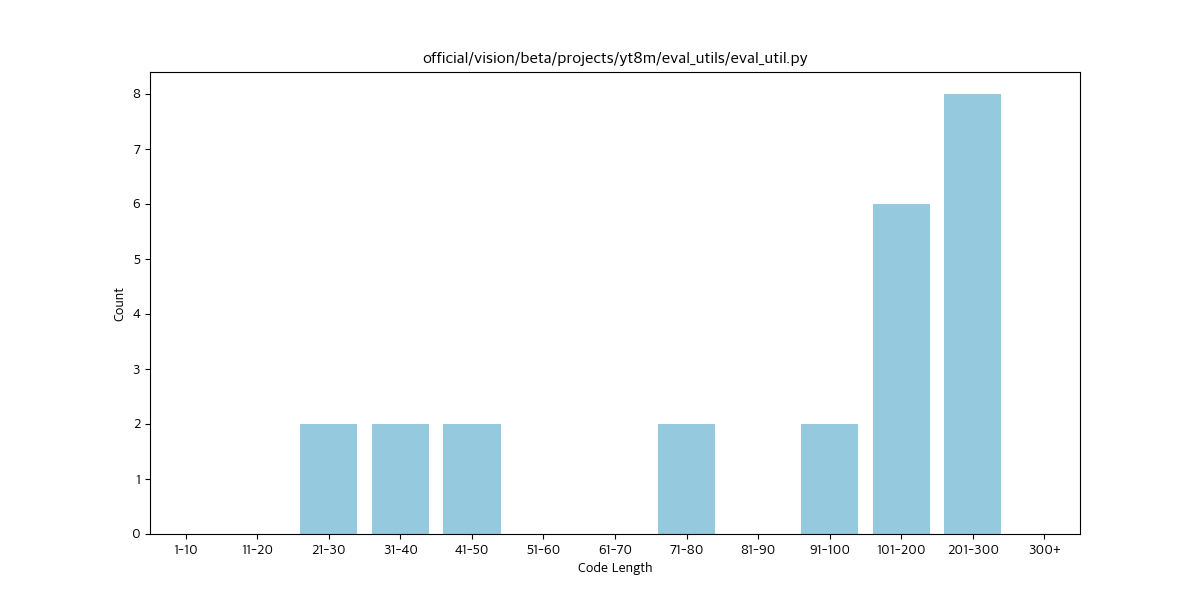 official/vision/beta/projects/yt8m/eval_utils/eval_util.py
Count
8
7
6
5
4
3
2
1
0
1-10 11-20 21-30 31-40 41-50 51-60 61-70 71-80 81-90 91-100 101-200 201-300 300+
Code Length